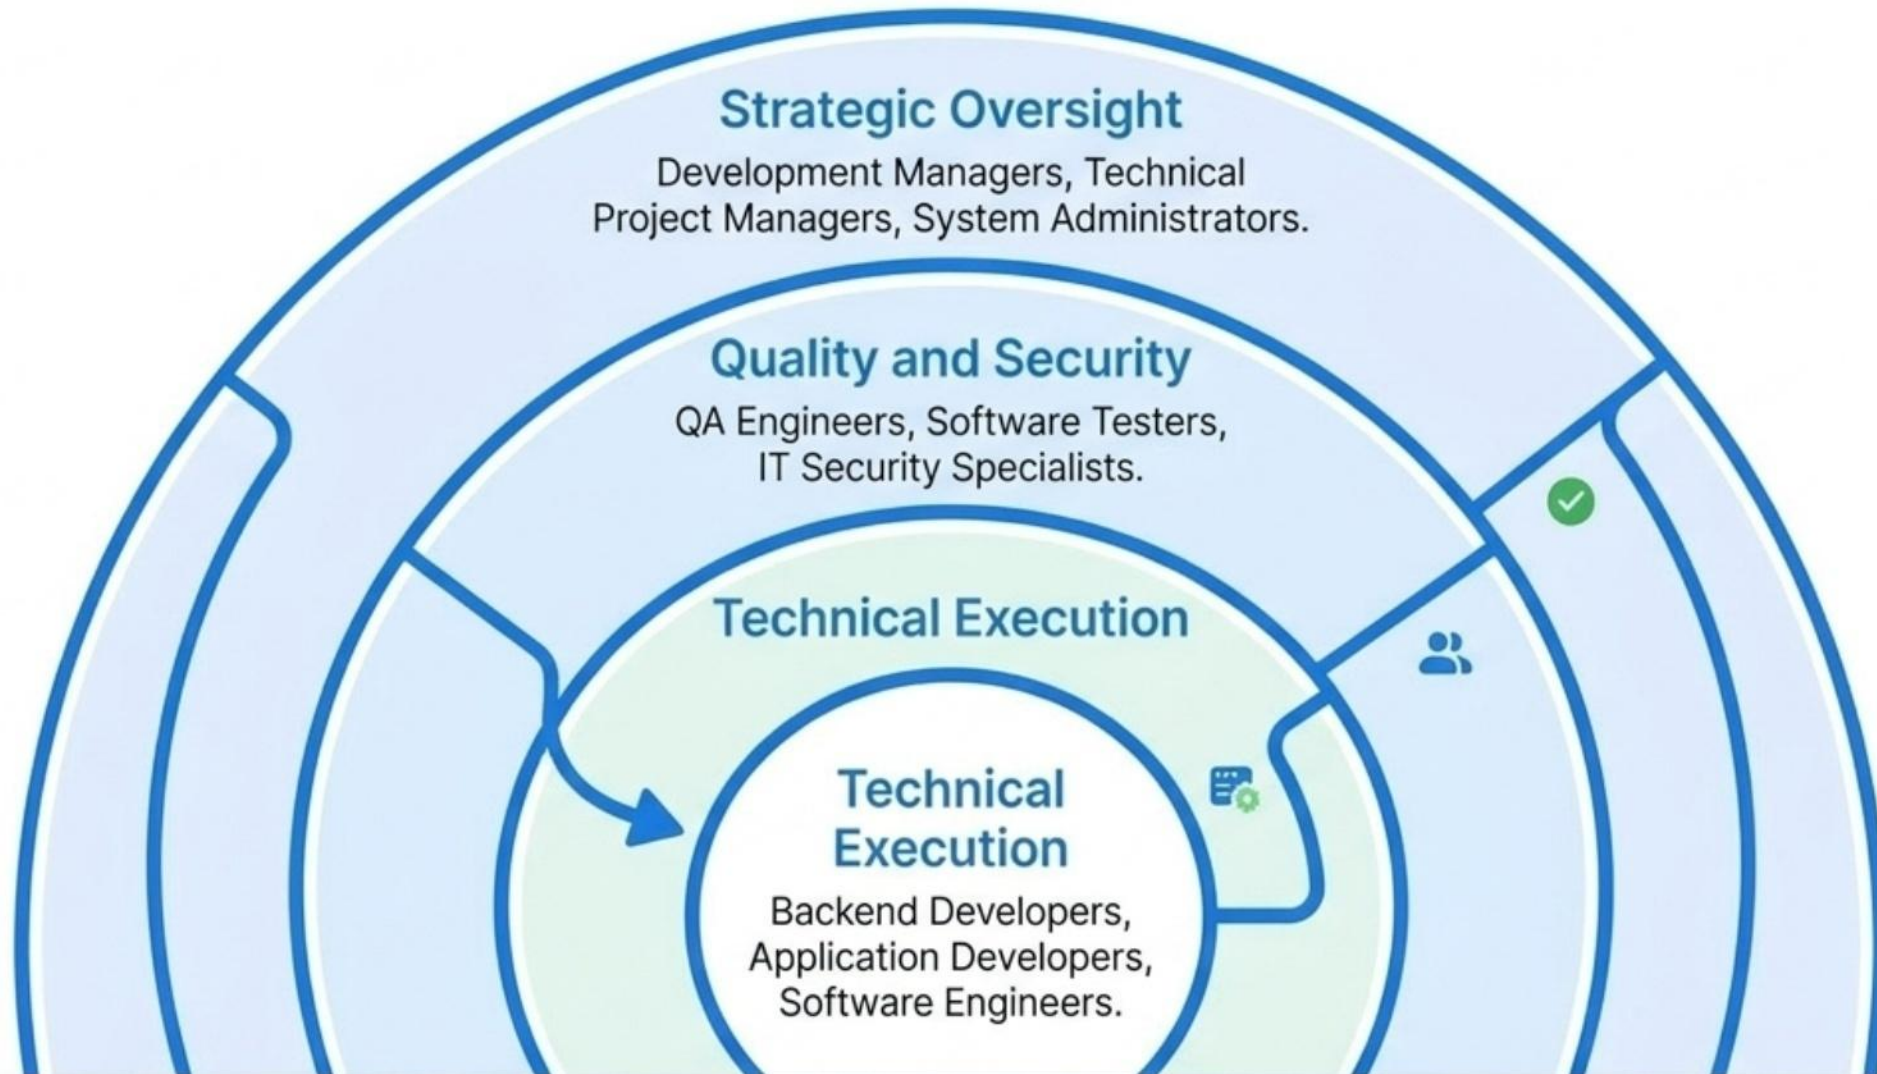 Strategic Oversight
Development Managers, Technical
Project Managers, System Administrators.
Quality and Security
QA Engineers, Software Testers,
IT Security Specialists.
Technical Execution
Technical
Execution
Backend Developers,
Application Developers,
Software Engineers.